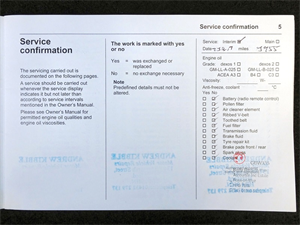 Service confirmation 5
Service
confirmation
The servicing carried out is
documented on the following pages.
A service should be carried out
whenever the service display
indicates it but not later than
according to service intervals
mentioned in the Owner's Manual.
Please see Owner's Manual for
permitted engine oil qualities and
engine oil viscosities.
The work is marked with yes
or no
Yes = was exchanged or
replaced
No = no exchange necessary
Note
Predefined details must not be
altered.
Service: Interim
Date:
Engine oil
Grade: dexos 1 dexos 2
GM-LL-A-025 GM-LL-B-025
ACEA A3 B4 C3
Viscosity:
Anti-freeze, coolant: °C
Yes No
Battery (radio remote control)
Pollen filter
Air cleaner element
Ribbed V-belt
Toothed belt
Fuel filter
Transmission fluid
Brake fluid
Tyre repair kit
Brake pads front / rear
Spark plugs
ANDREW KIBBLE